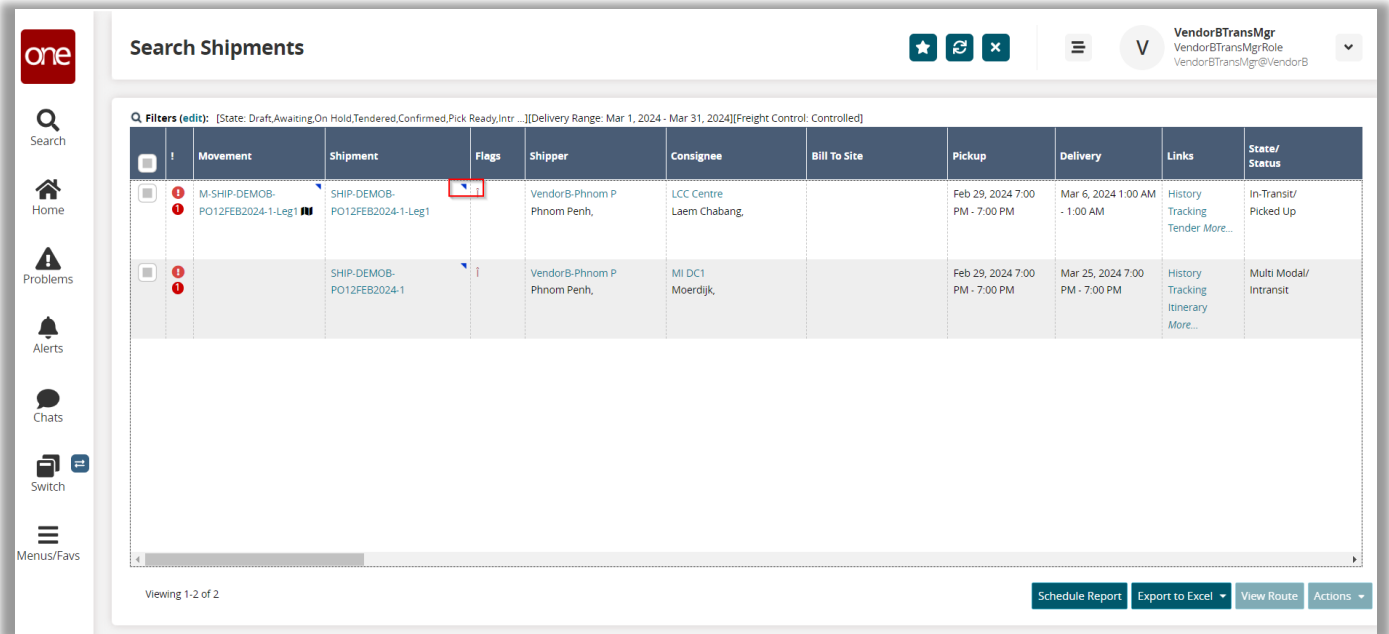 one
Search Shipments
V
VendorBTransMgr
VendorBTransMgrRole
VendorBTransMgr@VendorB
Search
Home
Problems
Alerts
Chats
Switch
Menus/Favs
Filters (edit): [State: Draft,Awaiting,On Hold,Tendered,Confirmed,Pick Ready,Intr ...][Delivery Range: Mar 1, 2024 - Mar 31, 2024][Freight Control: Controlled]
! Movement Shipment Flags Shipper Consignee Bill To Site Pickup Delivery Links State/
Status
! M-SHIP-DEMOB- SHIP-DEMOB- I VendorB-Phnom P LCC Centre Feb 29, 2024 7:00 Mar 6, 2024 1:00 AM History In-Transit/
1 PO12FEB2024-1-Leg1 PO12FEB2024-1-Leg1 Phnom Penh, Laem Chabang, PM - 7:00 PM - 1:00 AM Tracking Picked Up
Tender More...
! SHIP-DEMOB- I VendorB-Phnom P MI DC1 Feb 29, 2024 7:00 Mar 25, 2024 7:00 History Multi Modal/
1 PO12FEB2024-1 Phnom Penh, Moerdijk, PM - 7:00 PM PM - 7:00 PM Tracking Intransit
Itinerary
More...
Viewing 1-2 of 2
Schedule Report Export to Excel View Route Actions